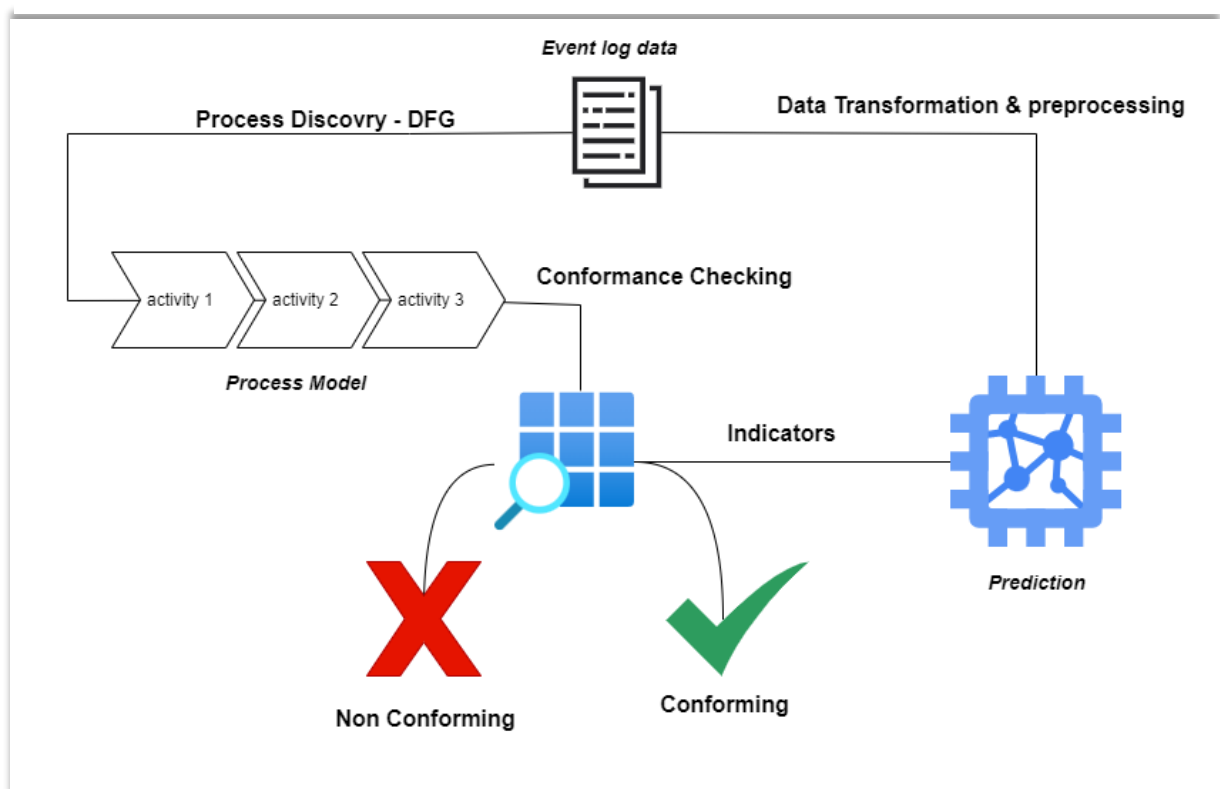 Event log data
Process Discovry - DFG
Data Transformation & preprocessing
activity 1
activity 2
activity 3
Conformance Checking
Process Model
Indicators
Prediction
Non Conforming
Conforming